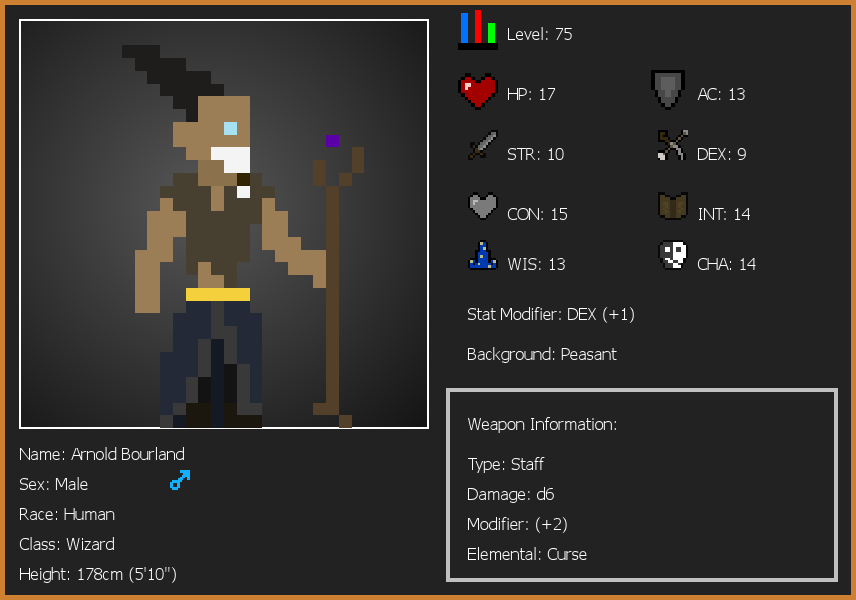 Level: 75
HP: 17
AC: 13
STR: 10
DEX: 9
CON: 15
INT: 14
WIS: 13
CHA: 14
Stat Modifier: DEX (+1)
Background: Peasant
Weapon Information:
Type: Staff
Damage: d6
Modifier: (+2)
Elemental: Curse
Name: Arnold Bourland
Sex: Male
Race: Human
Class: Wizard
Height: 178cm (5'10")